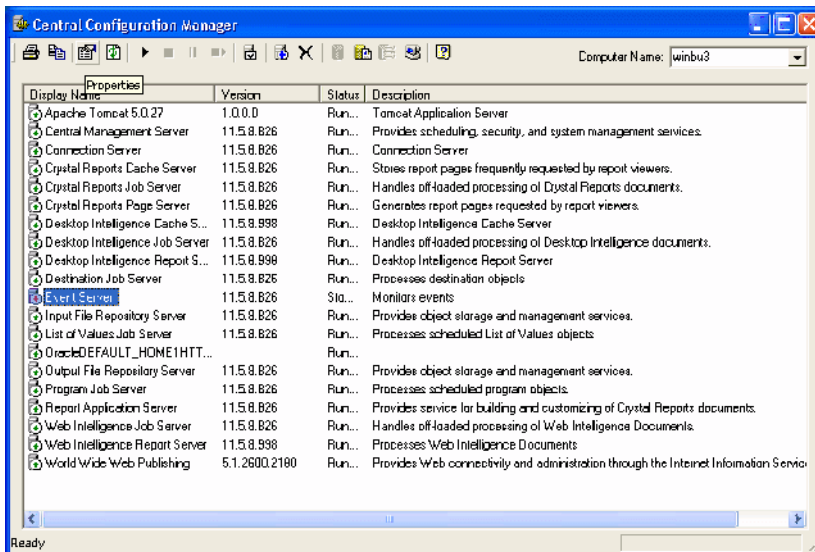 Central Configuration Manager
Computer Name: winbu3
Properties
Display Name Version Status Description
Apache Tomcat 5.0.27 1.0.0.0 Run... Tomcat Application Server
Central Management Server 11.5.8.826 Run... Provides scheduling, security, and system management services.
Connection Server 11.5.8.826 Run... Connection Server
Crystal Reports Cache Server 11.5.8.826 Run... Stores report pages frequently requested by report viewers.
Crystal Reports Job Server 11.5.8.826 Run... Handles off-loaded processing of Crystal Reports documents.
Crystal Reports Page Server 11.5.8.826 Run... Generates report pages requested by report viewers.
Desktop Intelligence Cache S... 11.5.8.998 Run... Desktop Intelligence Cache Server
Desktop Intelligence Job Server 11.5.8.826 Run... Handles off-loaded processing of Desktop Intelligence documents.
Desktop Intelligence Report S... 11.5.8.998 Run... Desktop Intelligence Report Server
Destination Job Server 11.5.8.826 Run... Processes destination objects
Event Server 11.5.8.826 Sto... Monitors events
Input File Repository Server 11.5.8.826 Run... Provides object storage and management services.
List of Values Job Server 11.5.8.826 Run... Processes scheduled List of Values objects
OracleDEFAULT_HOME1HTT... Run...
Output File Repository Server 11.5.8.826 Run... Provides object storage and management services.
Program Job Server 11.5.8.826 Run... Processes scheduled program objects.
Report Application Server 11.5.8.826 Run... Provides service for building and customizing of Crystal Reports documents.
Web Intelligence Job Server 11.5.8.826 Run... Handles off-loaded processing of Web Intelligence Documents.
Web Intelligence Report Server 11.5.8.998 Run... Processes Web Intelligence Documents
World Wide Web Publishing 5.1.2600.2180 Run... Provides Web connectivity and administration through the Internet Information Service
Ready